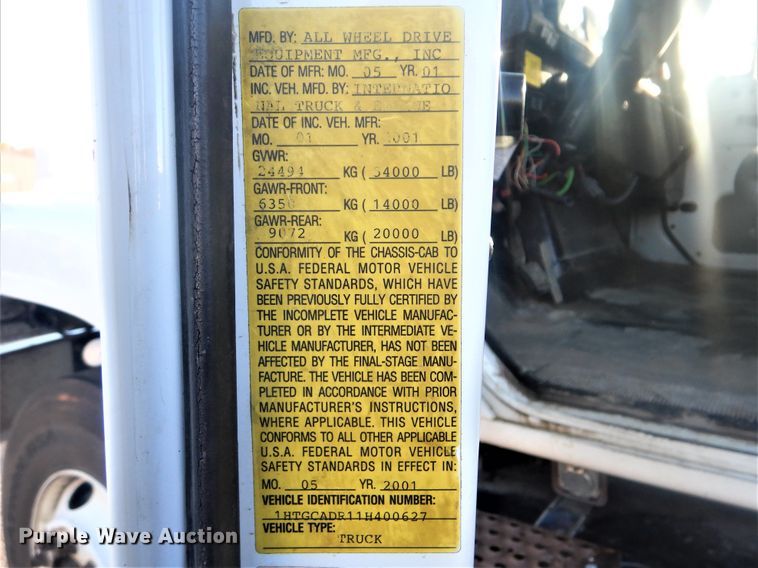 MFD. BY: ALL WHEEL DRIVE
EQUIPMENT MFG., INC
DATE OF MFR: MO. 05 YR. 01
INC. VEH. MFD. BY: INTERNATIO
NAL TRUCK & ENGINE
DATE OF INC. VEH. MFR:
MO. 01 YR. 2001
GVWR:
24494 KG ( 54000 LB)
GAWR-FRONT:
6350 KG ( 14000 LB)
GAWR-REAR:
9072 KG ( 20000 LB)
CONFORMITY OF THE CHASSIS-CAB TO
U.S.A. FEDERAL MOTOR VEHICLE
SAFETY STANDARDS, WHICH HAVE
BEEN PREVIOUSLY FULLY CERTIFIED BY
THE INCOMPLETE VEHICLE MANUFAC-
TURER OR BY THE INTERMEDIATE VE-
HICLE MANUFACTURER, HAS NOT BEEN
AFFECTED BY THE FINAL-STAGE MANU-
FACTURE. THE VEHICLE HAS BEEN COM-
PLETED IN ACCORDANCE WITH PRIOR
MANUFACTURER'S INSTRUCTIONS,
WHERE APPLICABLE. THIS VEHICLE
CONFORMS TO ALL OTHER APPLICABLE
U.S.A. FEDERAL MOTOR VEHICLE
SAFETY STANDARDS IN EFFECT IN:
MO. 05 YR. 2001
VEHICLE IDENTIFICATION NUMBER:
1HTGCADR11H400627
VEHICLE TYPE:
TRUCK
Purple Wave Auction